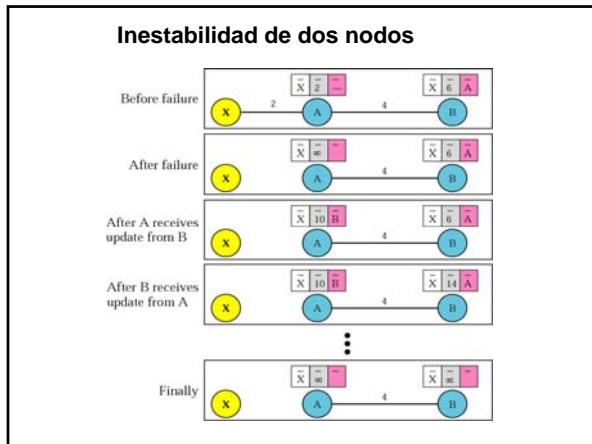 Inestabilidad de dos nodos
X 2 —
X 6 A
Before failure
X
2
A
4
B
X ∞ –
X 6 A
After failure
X
A
4
B
X 10 B
X 6 A
After A receives
update from B
X
A
4
B
X 10 B
X 14 A
After B receives
update from A
X
A
4
B
X ∞ –
X ∞ –
Finally
X
A
4
B